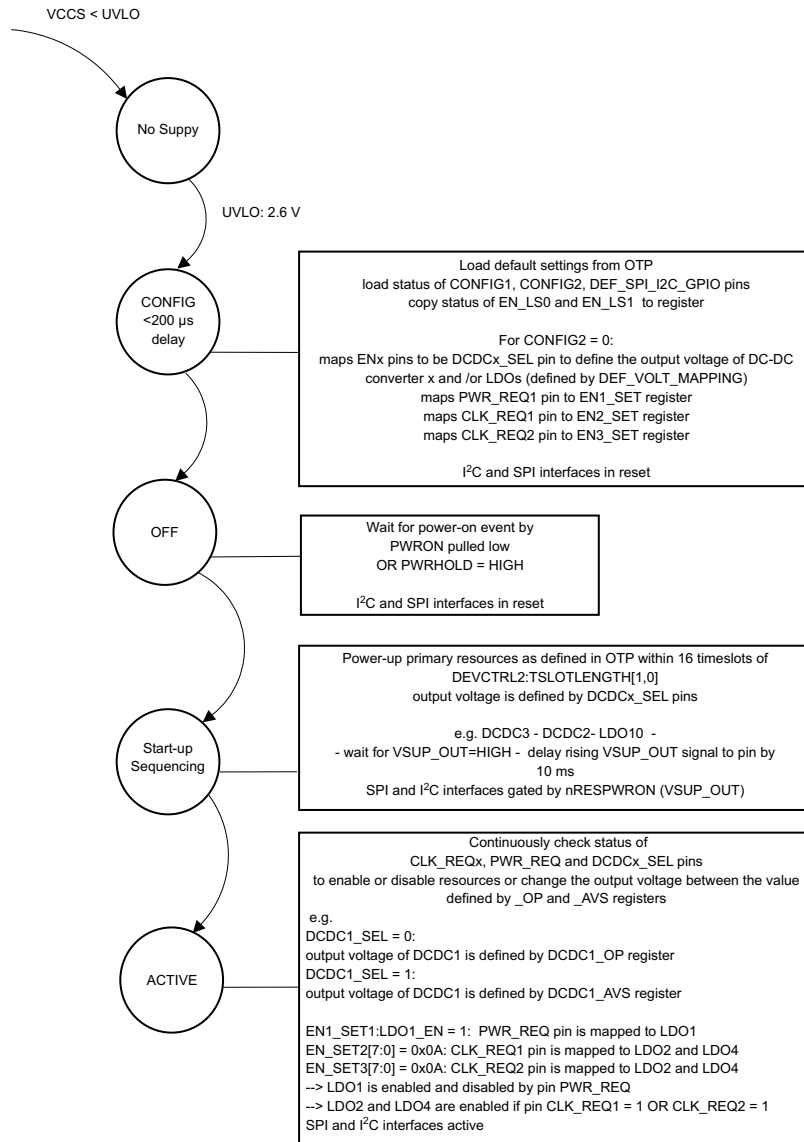 VCCS < UVLO
No Suppy
UVLO: 2.6 V
CONFIG
<200 µs
delay
Load default settings from OTP
load status of CONFIG1, CONFIG2, DEF_SPI_I2C_GPIO pins
copy status of EN_LS0 and EN_LS1 to register
For CONFIG2 = 0:
maps ENx pins to be DCDCx_SEL pin to define the output voltage of DC-DC
converter x and /or LDOs (defined by DEF_VOLT_MAPPING)
maps PWR_REQ1 pin to EN1_SET register
maps CLK_REQ1 pin to EN2_SET register
maps CLK_REQ2 pin to EN3_SET register
I²C and SPI interfaces in reset
OFF
Wait for power-on event by
PWRON pulled low
OR PWRHOLD = HIGH
I²C and SPI interfaces in reset
Start-up
Sequencing
Power-up primary resources as defined in OTP within 16 timeslots of
DEVCTRL2:TSLOTLENGTH[1,0]
output voltage is defined by DCDCx_SEL pins
e.g. DCDC3 - DCDC2- LDO10 -
- wait for VSUP_OUT=HIGH - delay rising VSUP_OUT signal to pin by
10 ms
SPI and I²C interfaces gated by nRESPWRON (VSUP_OUT)
ACTIVE
Continuously check status of
CLK_REQx, PWR_REQ and DCDCx_SEL pins
to enable or disable resources or change the output voltage between the value
defined by _OP and _AVS registers
e.g.
DCDC1_SEL = 0:
output voltage of DCDC1 is defined by DCDC1_OP register
DCDC1_SEL = 1:
output voltage of DCDC1 is defined by DCDC1_AVS register
EN1_SET1:LDO1_EN = 1: PWR_REQ pin is mapped to LDO1
EN_SET2[7:0] = 0x0A: CLK_REQ1 pin is mapped to LDO2 and LDO4
EN_SET3[7:0] = 0x0A: CLK_REQ2 pin is mapped to LDO2 and LDO4
--> LDO1 is enabled and disabled by pin PWR_REQ
--> LDO2 and LDO4 are enabled if pin CLK_REQ1 = 1 OR CLK_REQ2 = 1
SPI and I²C interfaces active